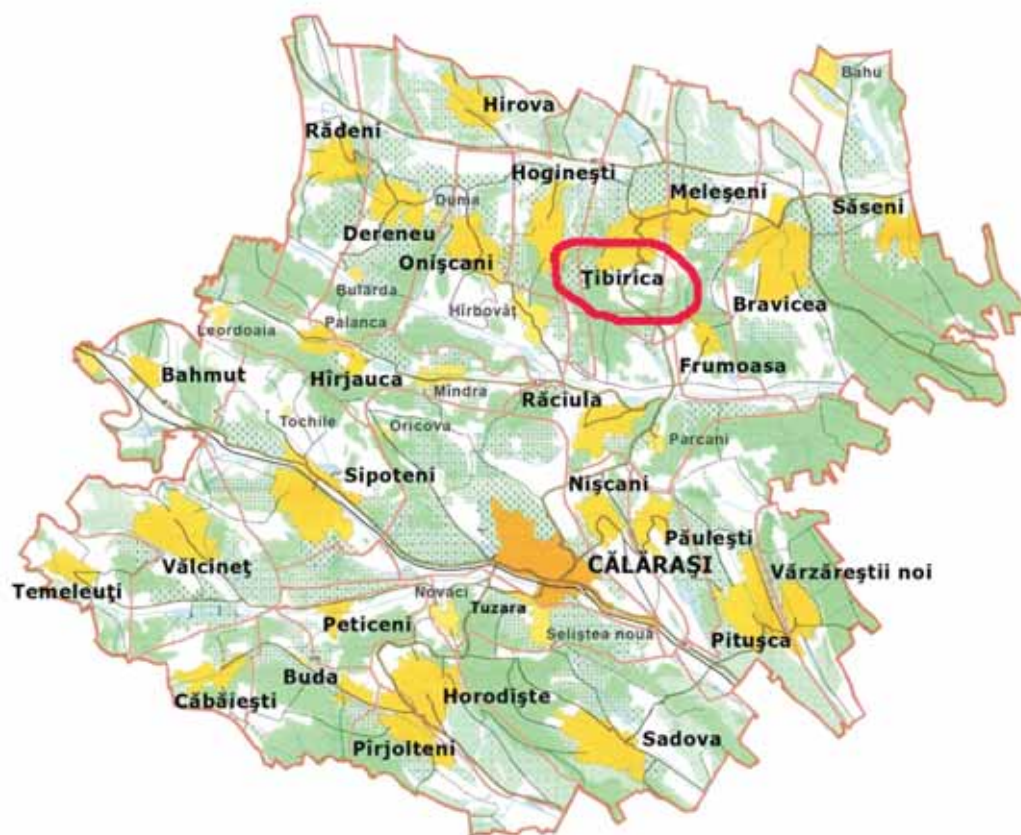 Bahu
Hirova
Rădeni
Hoginești
Meleșeni
Săseni
Duma
Dereneu
Onișcani
Țibirica
Bularda
Hîrbovăț
Bravicea
Leordoaia
Palanca
Frumoasa
Bahmut
Hîrjauca
Mîndra
Răciula
Tochile
Oricova
Parcani
Sipoteni
Nișcani
Păulești
CĂLĂRAȘI
Vălcineț
Vărzăreștii noi
Temeleuți
Novaci
Tuzara
Peticeni
Seliștea nouă
Pitușca
Buda
Căbăiești
Horodiște
Sadova
Pîrjolteni